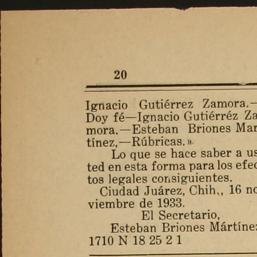 20
Ignacio Gutiérrez Zamora.—
Doy fé—Ignacio Gutiérréz Za
mora.—Esteban Briones Mar
tínez,—Rúbricas.»
Lo que se hace saber a us
ted en esta forma para los efec
tos legales consiguientes.
Ciudad Juárez, Chih,, 16 no
viembre de 1933.
El Secretario,
Esteban Briones Mártíne
1710 N 18 25 2 1